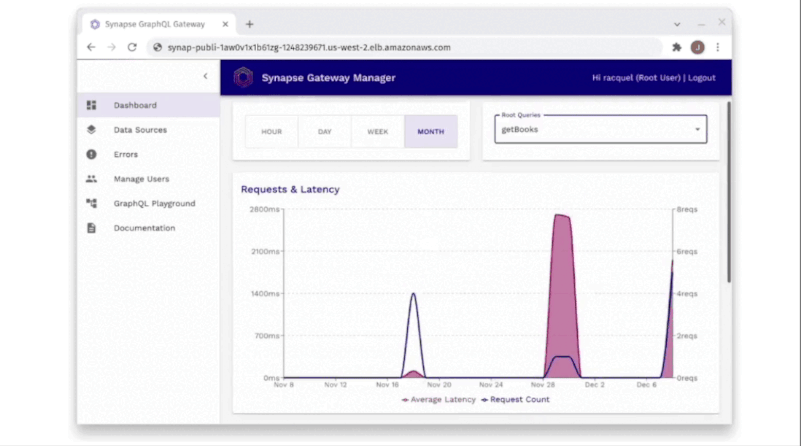 Synapse GraphQL Gateway
synap-publi-1aw0v1x1b61zg-1248239671.us-west-2.elb.amazonaws.com
J
Synapse Gateway Manager
Hi racquel (Root User) | Logout
Dashboard
Data Sources
Errors
Manage Users
GraphQL Playground
Documentation
HOUR DAY WEEK MONTH
Root Queries
getBooks
Requests & Latency
2800ms 8reqs
2100ms 6reqs
1400ms 4reqs
700ms 2reqs
0ms 0reqs
Nov 8 Nov 12 Nov 16 Nov 20 Nov 24 Nov 28 Dec 2 Dec 6
Average Latency Request Count